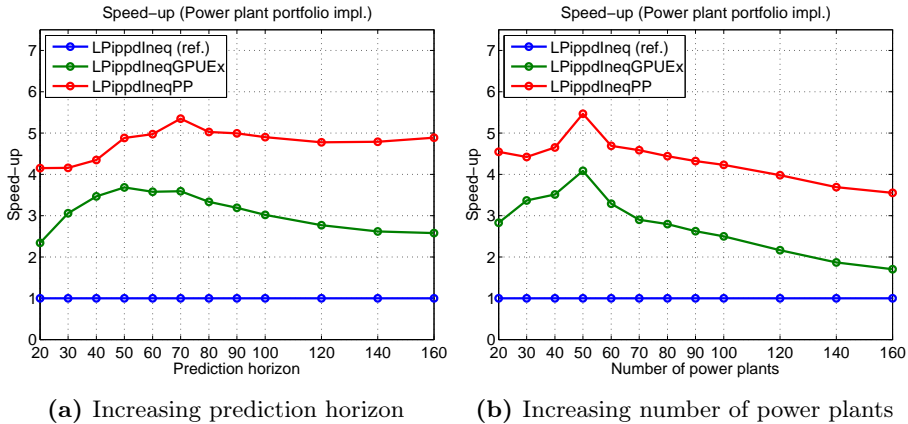 Speed−up (Power plant portfolio impl.)
LPippdIneq (ref.)
LPippdIneqGPUEx
LPippdIneqPP
Speed−up
7
6
5
4
3
2
1
0
20 30 40 50 60 70 80 90 100 120 140 160
Prediction horizon
(a) Increasing prediction horizon
Speed−up (Power plant portfolio impl.)
LPippdIneq (ref.)
LPippdIneqGPUEx
LPippdIneqPP
Speed−up
7
6
5
4
3
2
1
0
20 30 40 50 60 70 80 90 100 120 140 160
Number of power plants
(b) Increasing number of power plants